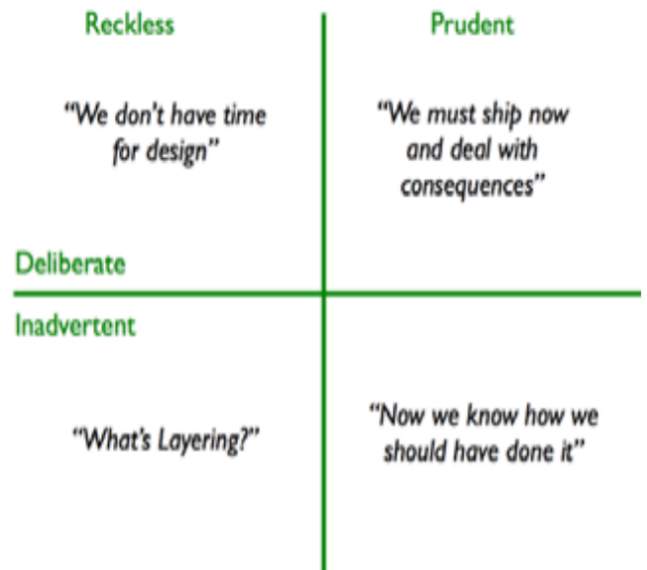 Reckless
Prudent
“We don’t have time
for design”
“We must ship now
and deal with
consequences”
Deliberate
Inadvertent
“What’s Layering?”
“Now we know how we
should have done it”